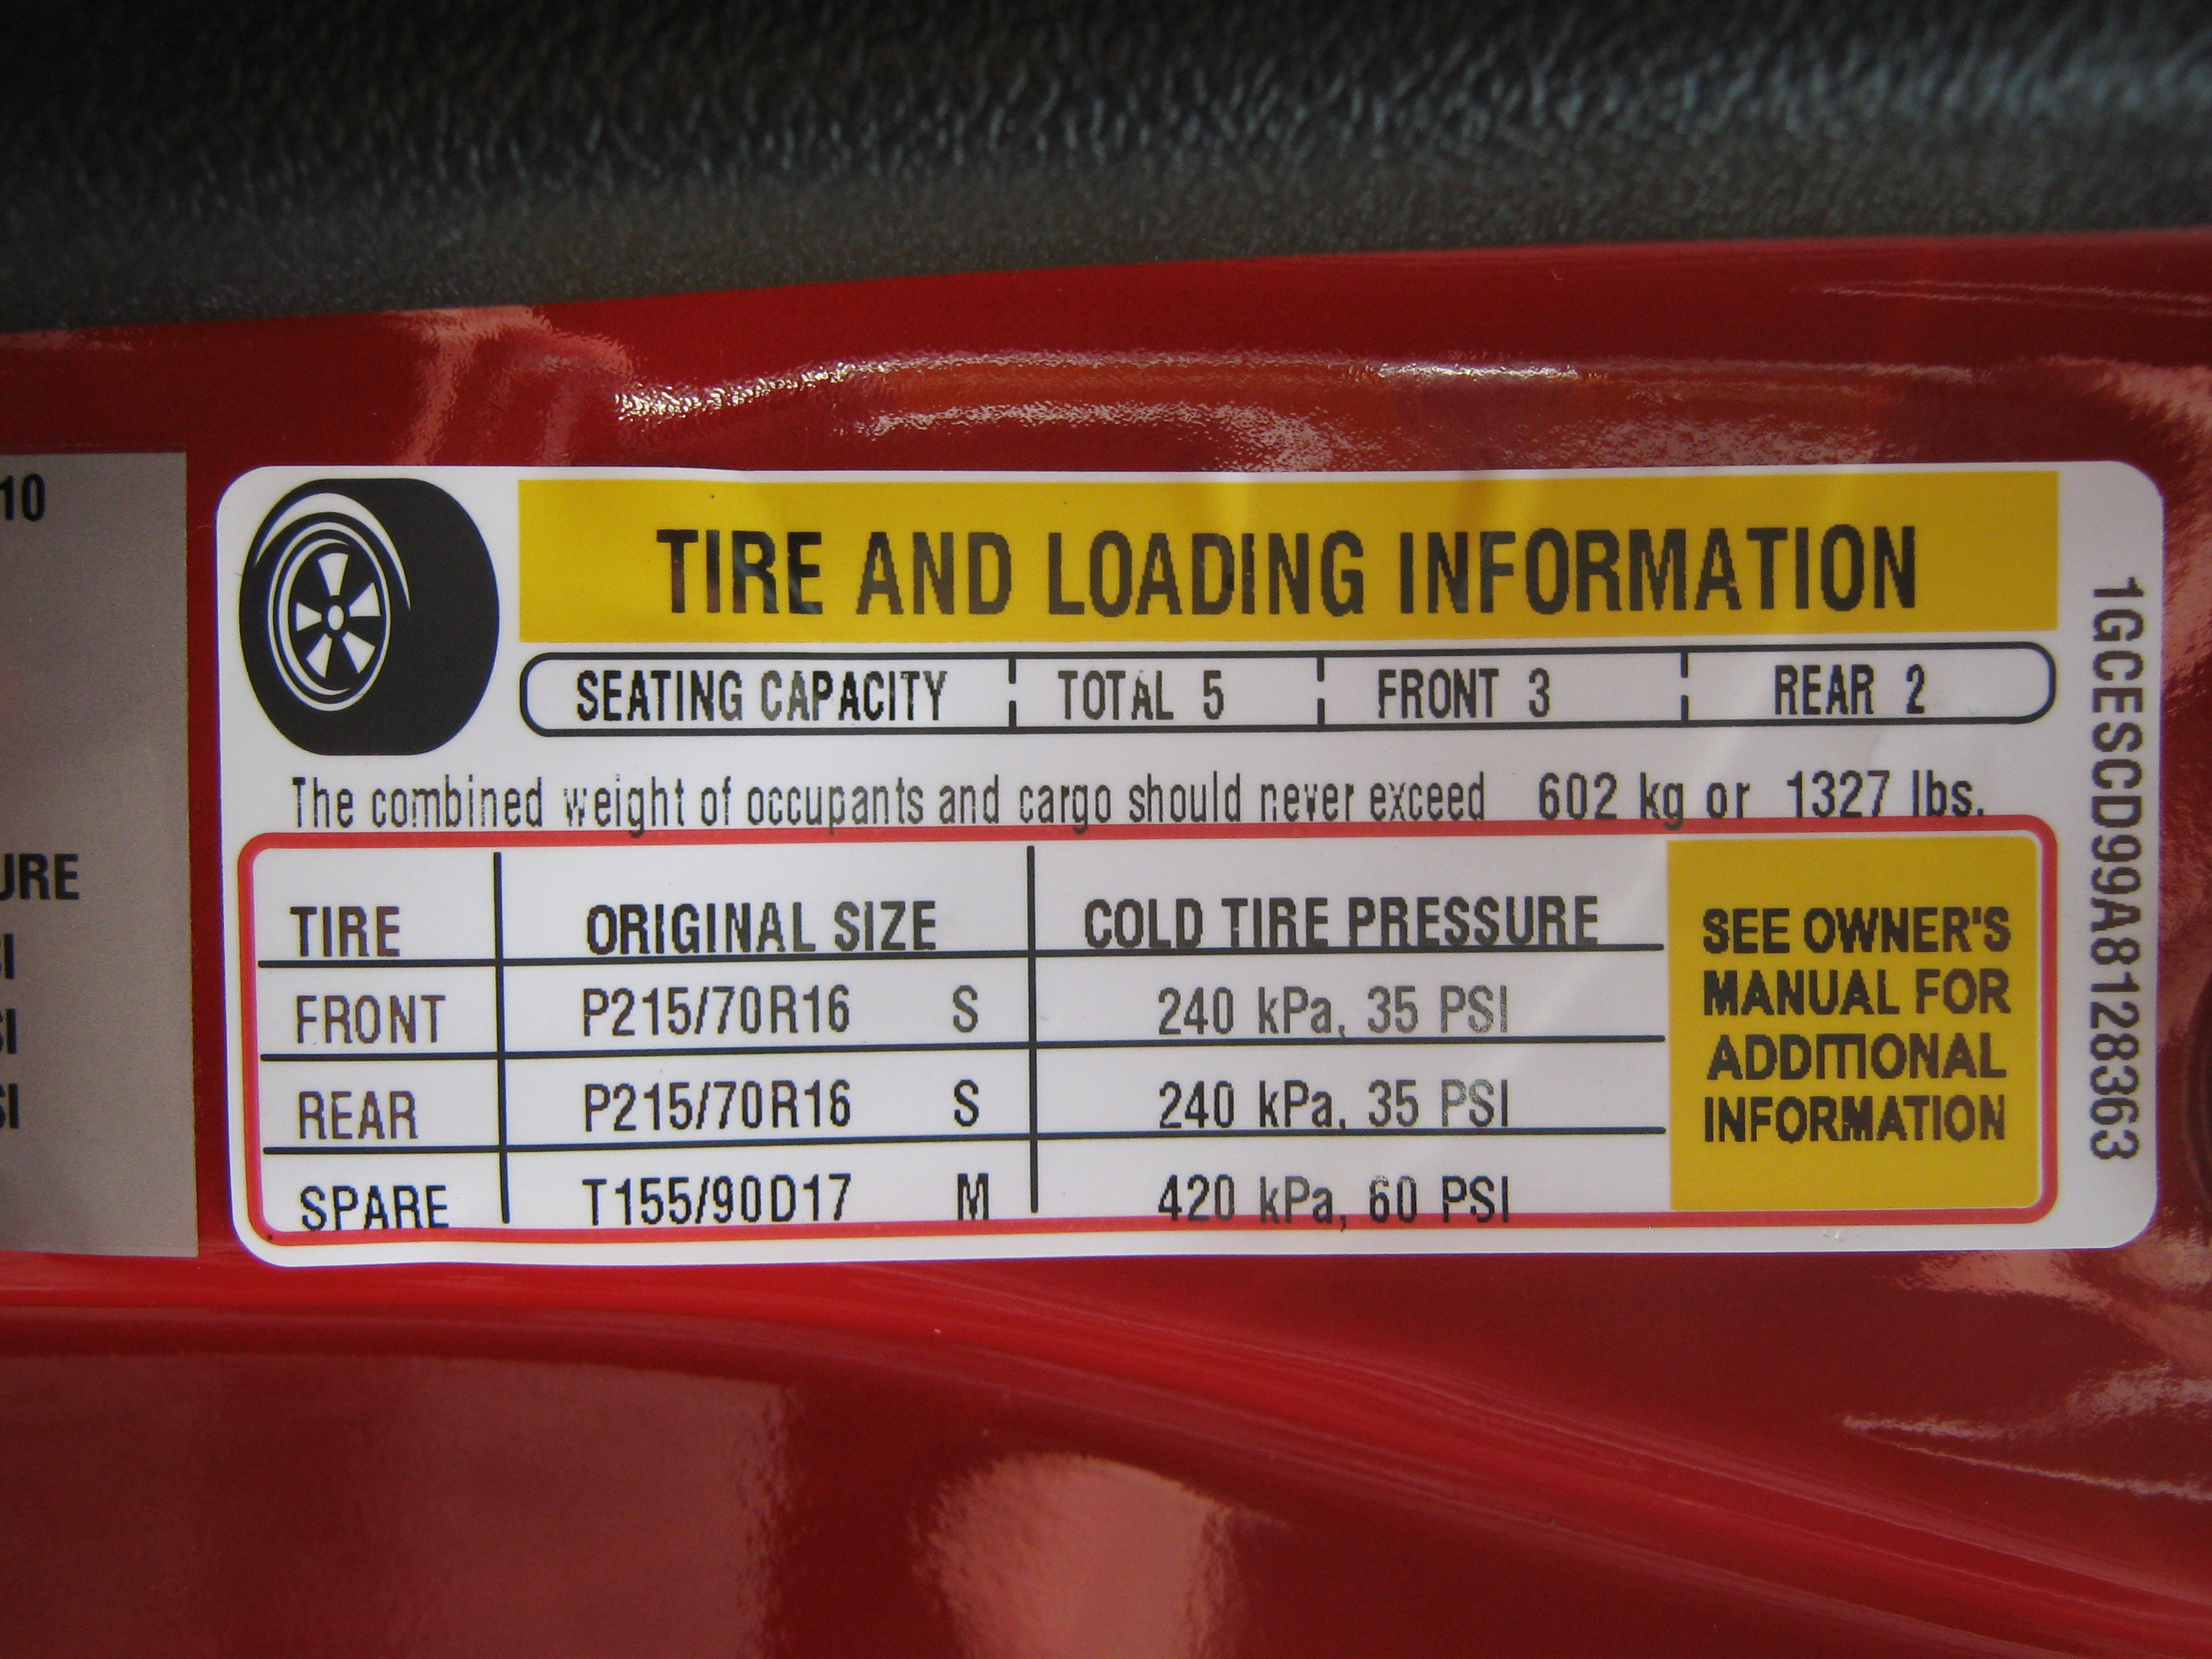 10
URE
SI
SI
SI
TIRE AND LOADING INFORMATION
SEATING CAPACITY TOTAL 5 FRONT 3 REAR 2
The combined weight of occupants and cargo should never exceed 602 kg or 1327 lbs.
TIRE ORIGINAL SIZE COLD TIRE PRESSURE
FRONT P215/70R16 S 240 kPa, 35 PSI
REAR P215/70R16 S 240 kPa, 35 PSI
SPARE T155/90D17 M 420 kPa, 60 PSI
SEE OWNER'S
MANUAL FOR
ADDITIONAL
INFORMATION
1GCESCD99A8128363